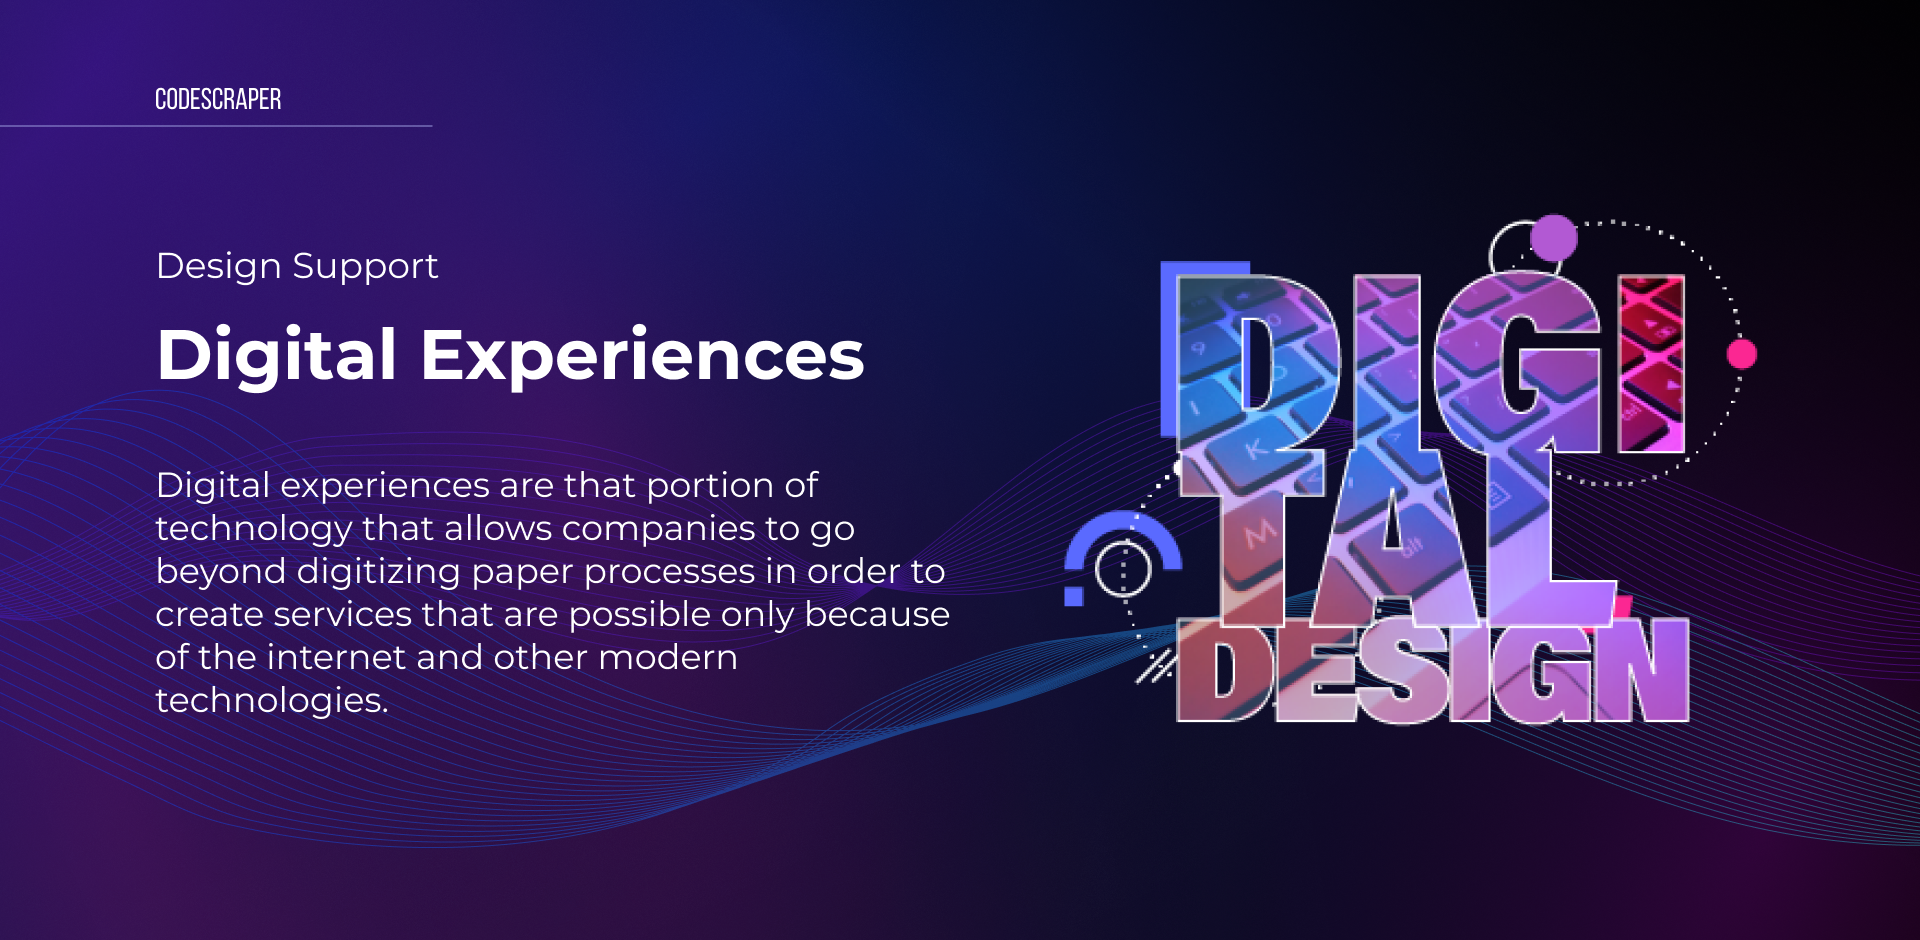 CODESCRAPER
Design Support
Digital Experiences
Digital experiences are that portion of
technology that allows companies to go
beyond digitizing paper processes in order to
create services that are possible only because
of the internet and other modern
technologies.
DIGI
TAL
DESIGN